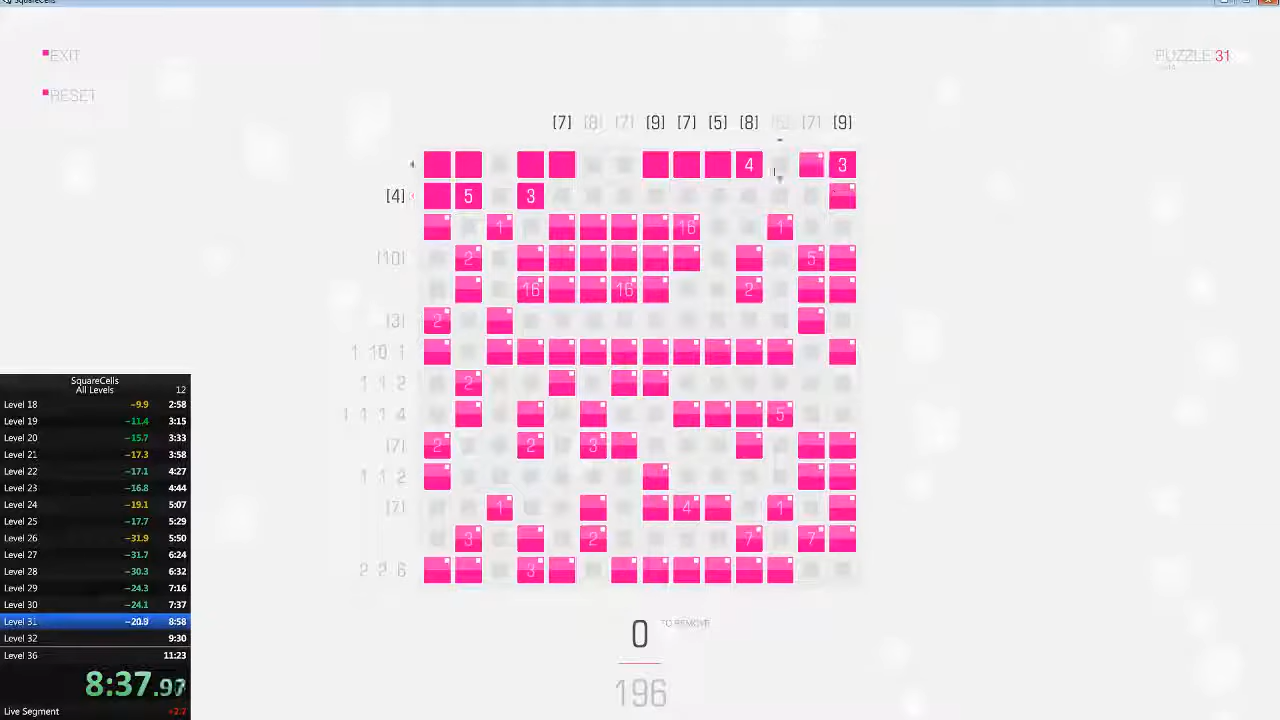 SquareCells
EXIT
PUZZLE 31
RESET
[7] [8] [7] [9] [7] [5] [8] [7] [9]
4 3
[4] 5 3
1 16 1
[10] 2 5
16 16 2
[3] 2
1 10 1
1 1 2 2
1 1 1 4 5
[7] 2 2 3
1 1 2
[7] 1 4 1
3 2 7 7
2 2 6 3
0 TO REMOVE
196
SquareCells
All Levels 12
Level 18 -9.9 2:58
Level 19 -11.4 3:15
Level 20 -15.7 3:33
Level 21 -17.3 3:58
Level 22 -17.1 4:27
Level 23 -16.8 4:44
Level 24 -19.1 5:07
Level 25 -17.7 5:29
Level 26 -31.9 5:50
Level 27 -31.7 6:24
Level 28 -30.3 6:32
Level 29 -24.3 7:16
Level 30 -24.1 7:37
Level 31 -20.9 8:58
Level 32 9:30
Level 36 11:23
8:37.97
Live Segment +2.2